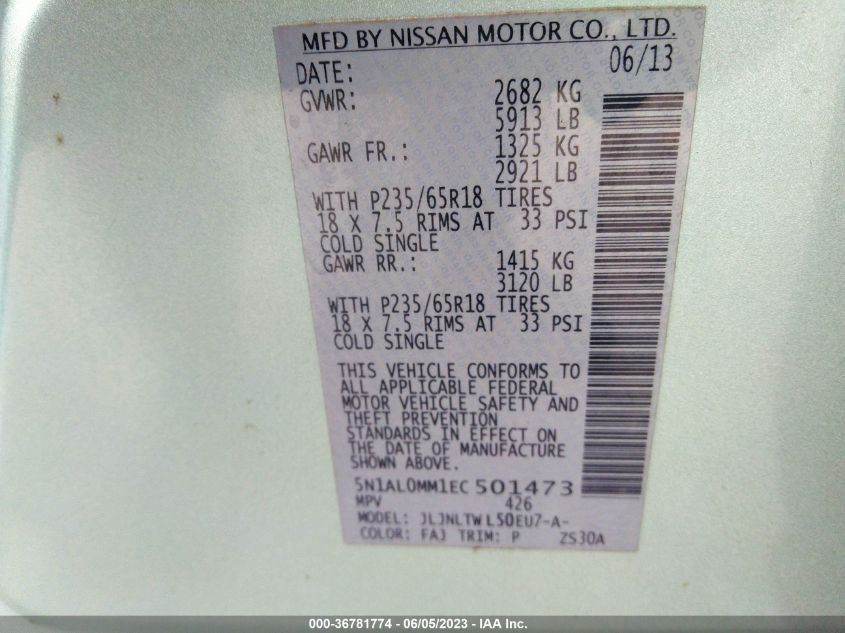 MFD BY NISSAN MOTOR CO., LTD.
DATE: 06/13
GVWR: 2682 KG
5913 LB
GAWR FR.: 1325 KG
2921 LB
WITH P235/65R18 TIRES
18 X 7.5 RIMS AT 33 PSI
COLD SINGLE
GAWR RR.: 1415 KG
3120 LB
WITH P235/65R18 TIRES
18 X 7.5 RIMS AT 33 PSI
COLD SINGLE
THIS VEHICLE CONFORMS TO
ALL APPLICABLE FEDERAL
MOTOR VEHICLE SAFETY AND
THEFT PREVENTION
STANDARDS IN EFFECT ON
THE DATE OF MANUFACTURE
SHOWN ABOVE.
5N1AL0MM1EC501473
MPV 426
MODEL: JLJNLTWL50EU7-A-
COLOR: FAJ TRIM: P ZS30A
000-36781774 - 06/05/2023 - IAA Inc.